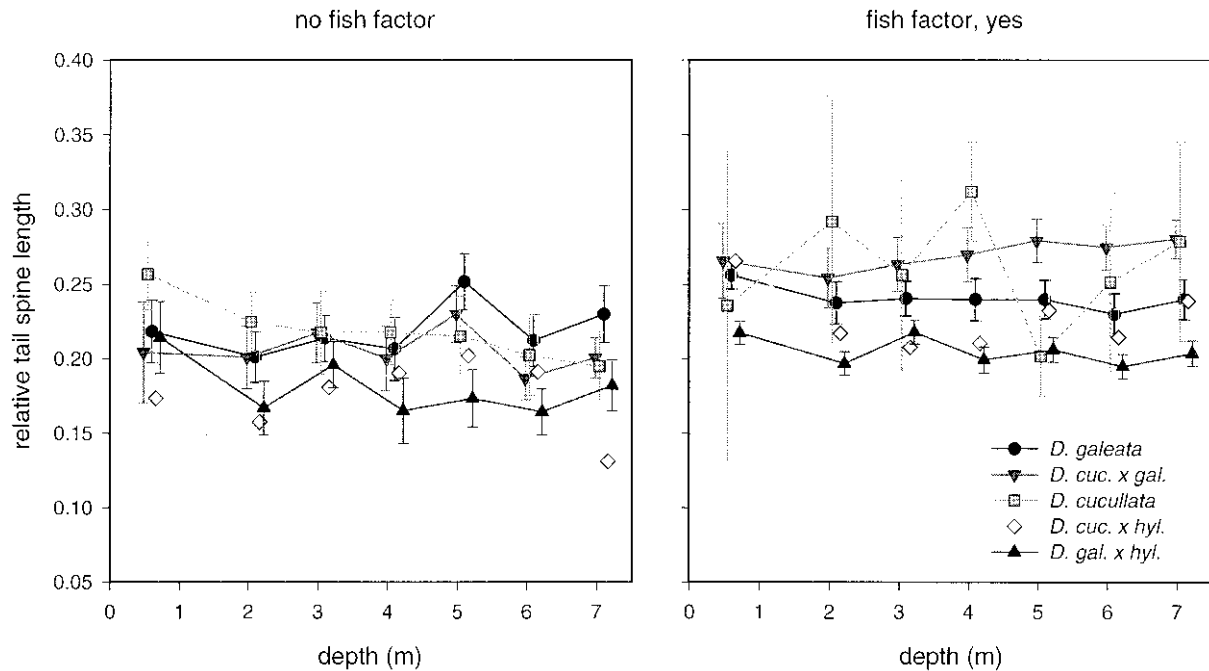 no fish factor
fish factor, yes
relative tail spine length
0.40
0.35
0.30
0.25
0.20
0.15
0.10
0.05
0 1 2 3 4 5 6 7
depth (m)
0 1 2 3 4 5 6 7
depth (m)
D. galeata
D. cuc. x gal.
D. cucullata
D. cuc. x hyl.
D. gal. x hyl.